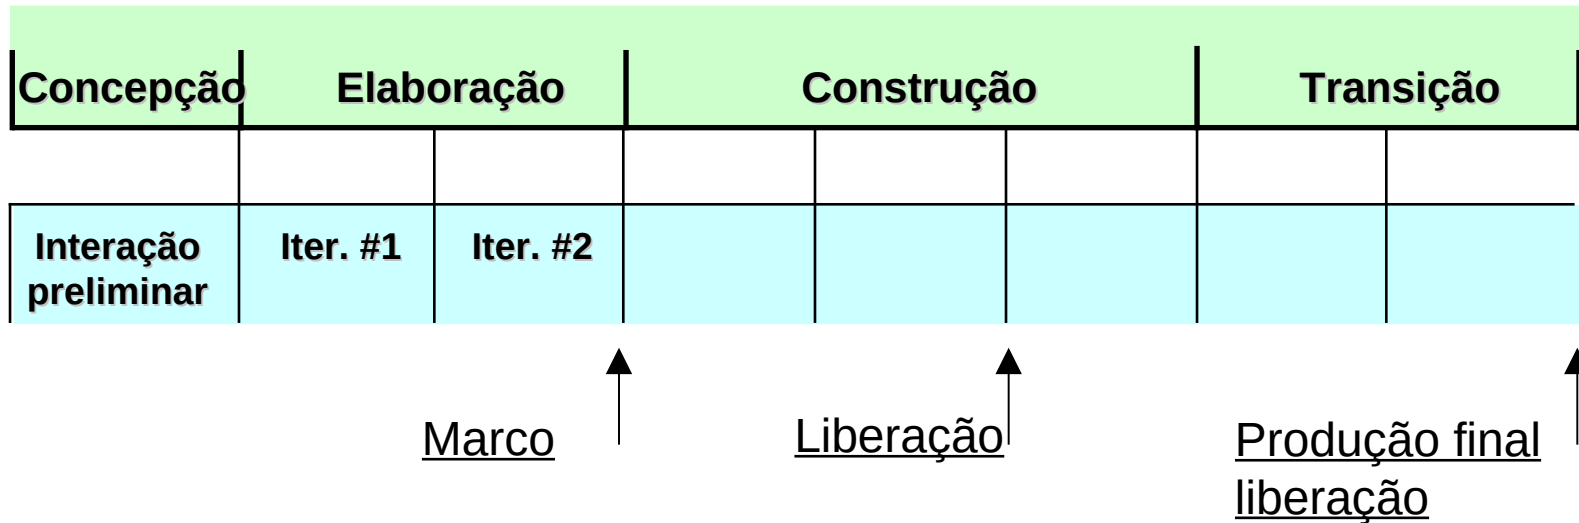 Concepção Elaboração Construção Transição
Interação Iter. #1 Iter. #2
preliminar
Marco Liberação Produção final
liberação